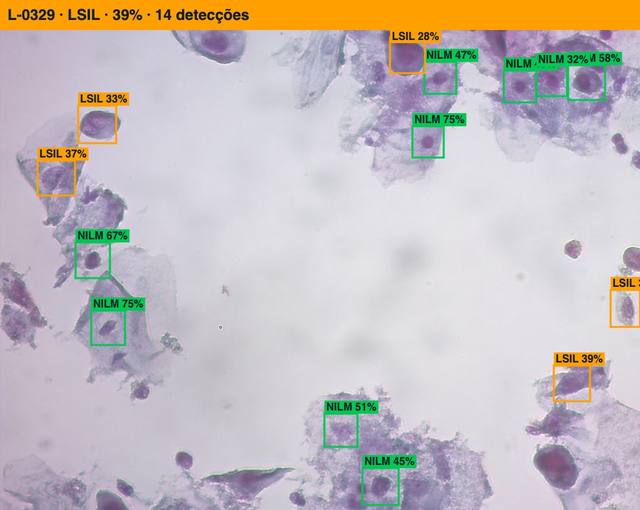 L-0329 · LSIL · 39% · 14 detecções
LSIL 28%
NILM 47%
NILM
NILM 32%
58%
LSIL 33%
NILM 75%
LSIL 37%
NILM 67%
LSIL
NILM 75%
LSIL 39%
NILM 51%
NILM 45%